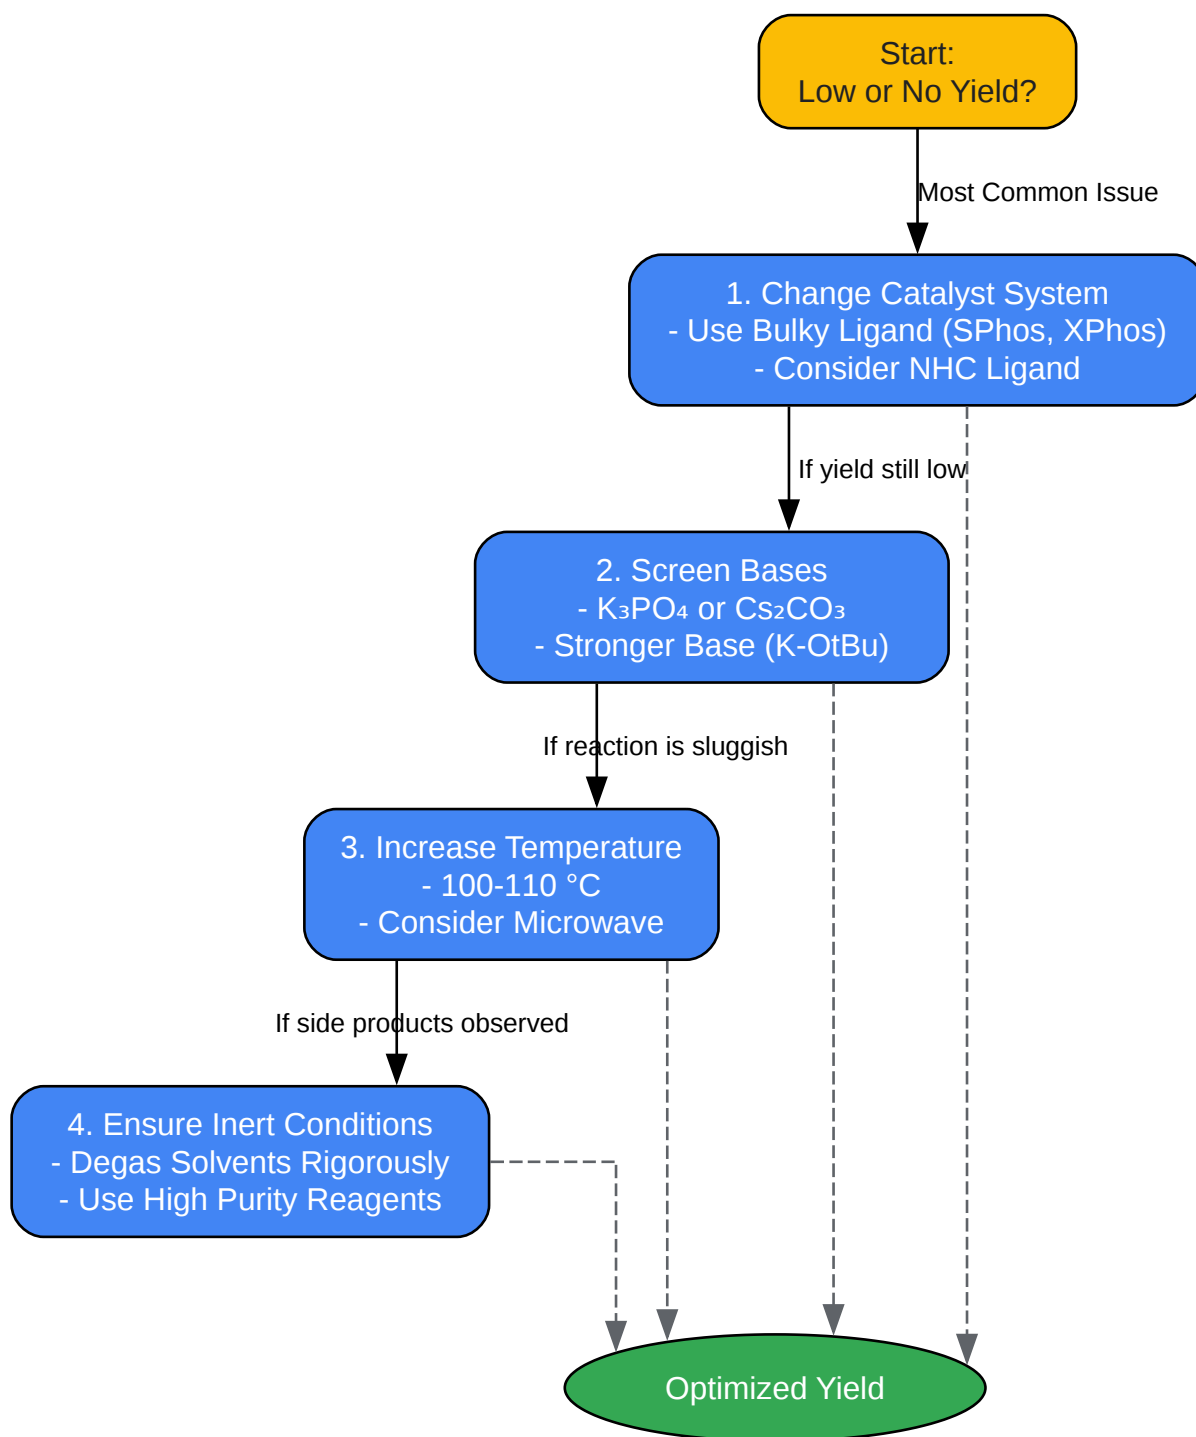 Start:
Low or No Yield?
Most Common Issue
1. Change Catalyst System
- Use Bulky Ligand (SPhos, XPhos)
- Consider NHC Ligand
If yield still low
2. Screen Bases
- K₃PO₄ or Cs₂CO₃
- Stronger Base (K-OtBu)
If reaction is sluggish
3. Increase Temperature
- 100-110 °C
- Consider Microwave
If side products observed
4. Ensure Inert Conditions
- Degas Solvents Rigorously
- Use High Purity Reagents
Optimized Yield